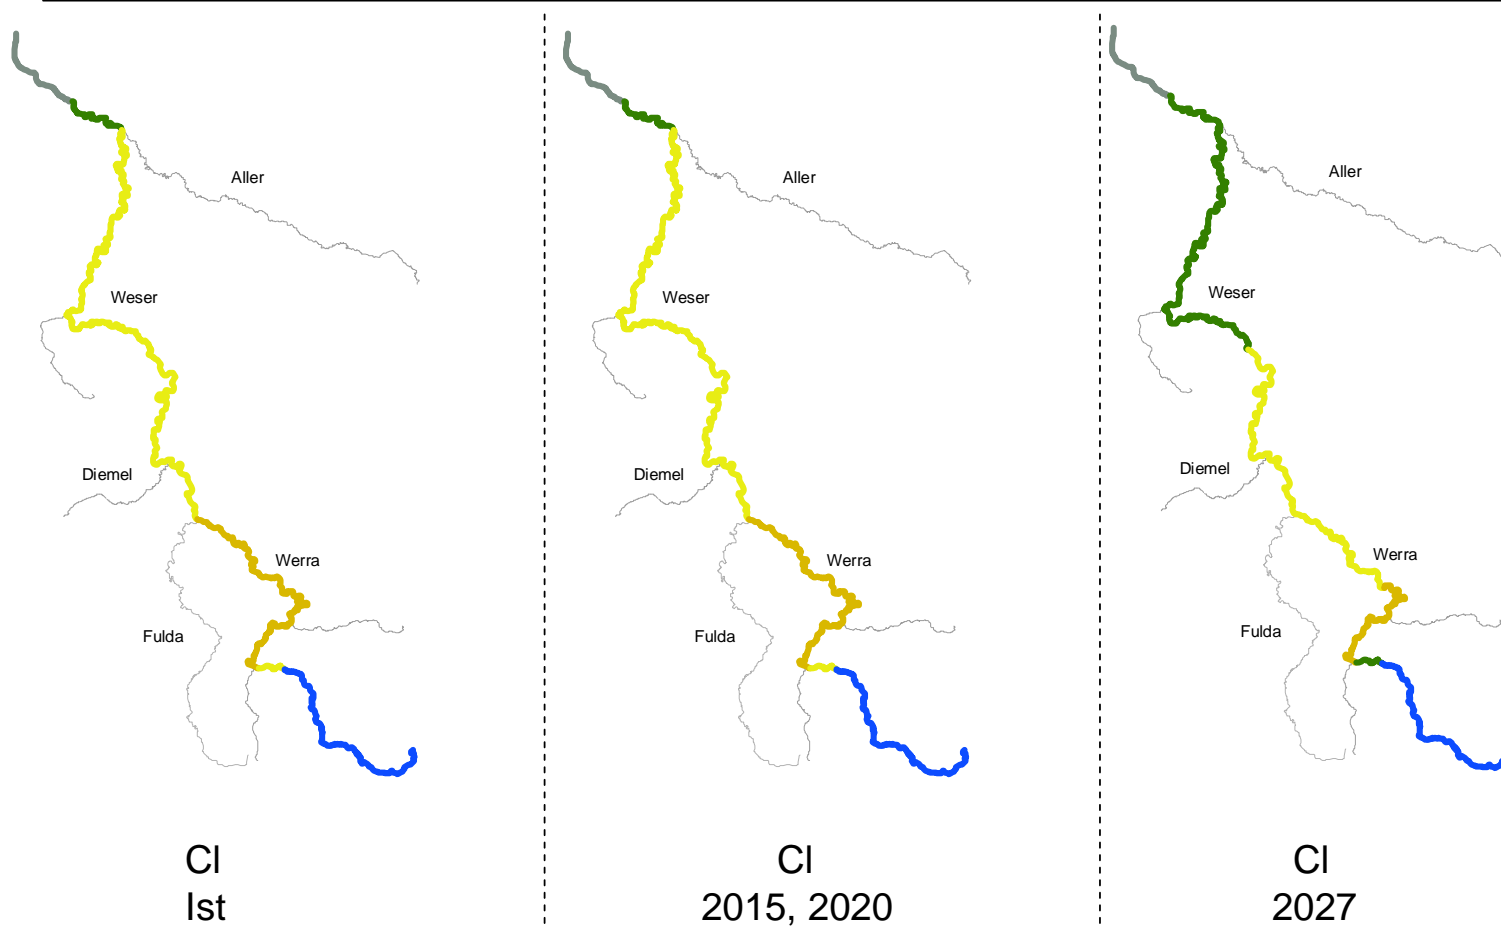 Aller
Weser
Diemel
Werra
Fulda
Cl
Ist
Aller
Weser
Diemel
Werra
Fulda
Cl
2015, 2020
Aller
Weser
Diemel
Werra
Fulda
Cl
2027